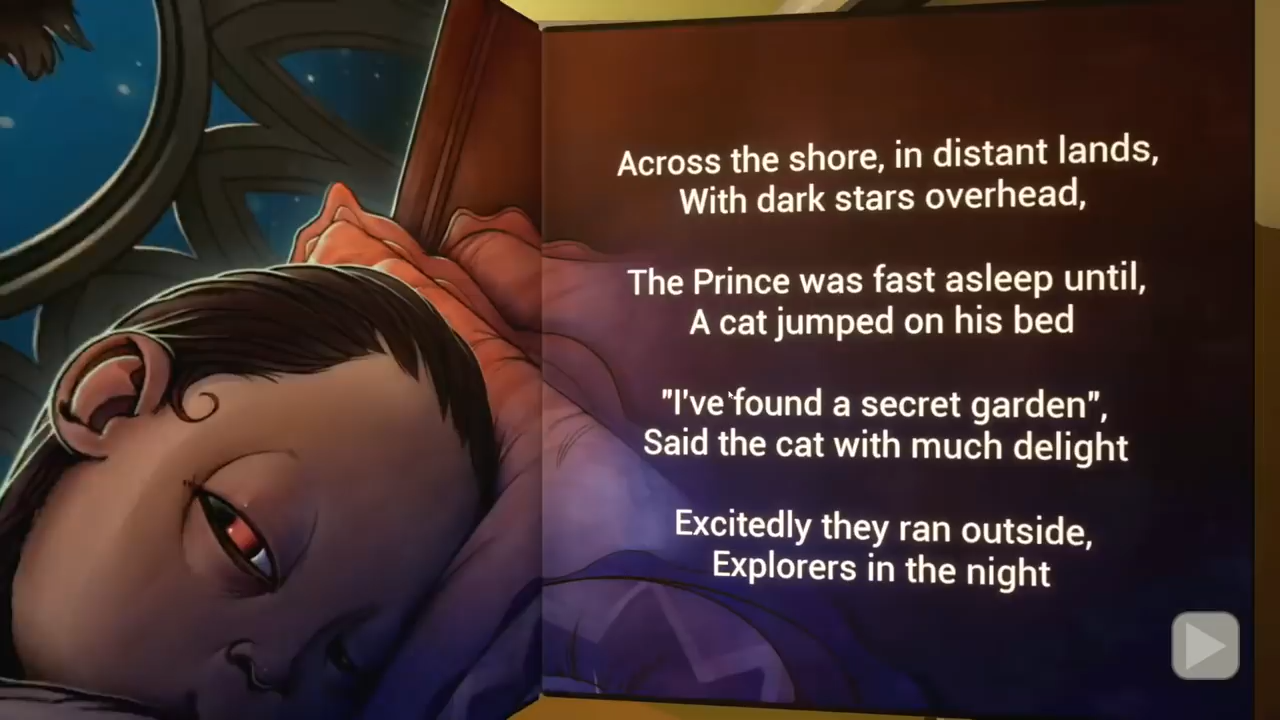 Across the shore, in distant lands,
With dark stars overhead,
The Prince was fast asleep until,
A cat jumped on his bed
"I've found a secret garden",
Said the cat with much delight
Excitedly they ran outside,
Explorers in the night